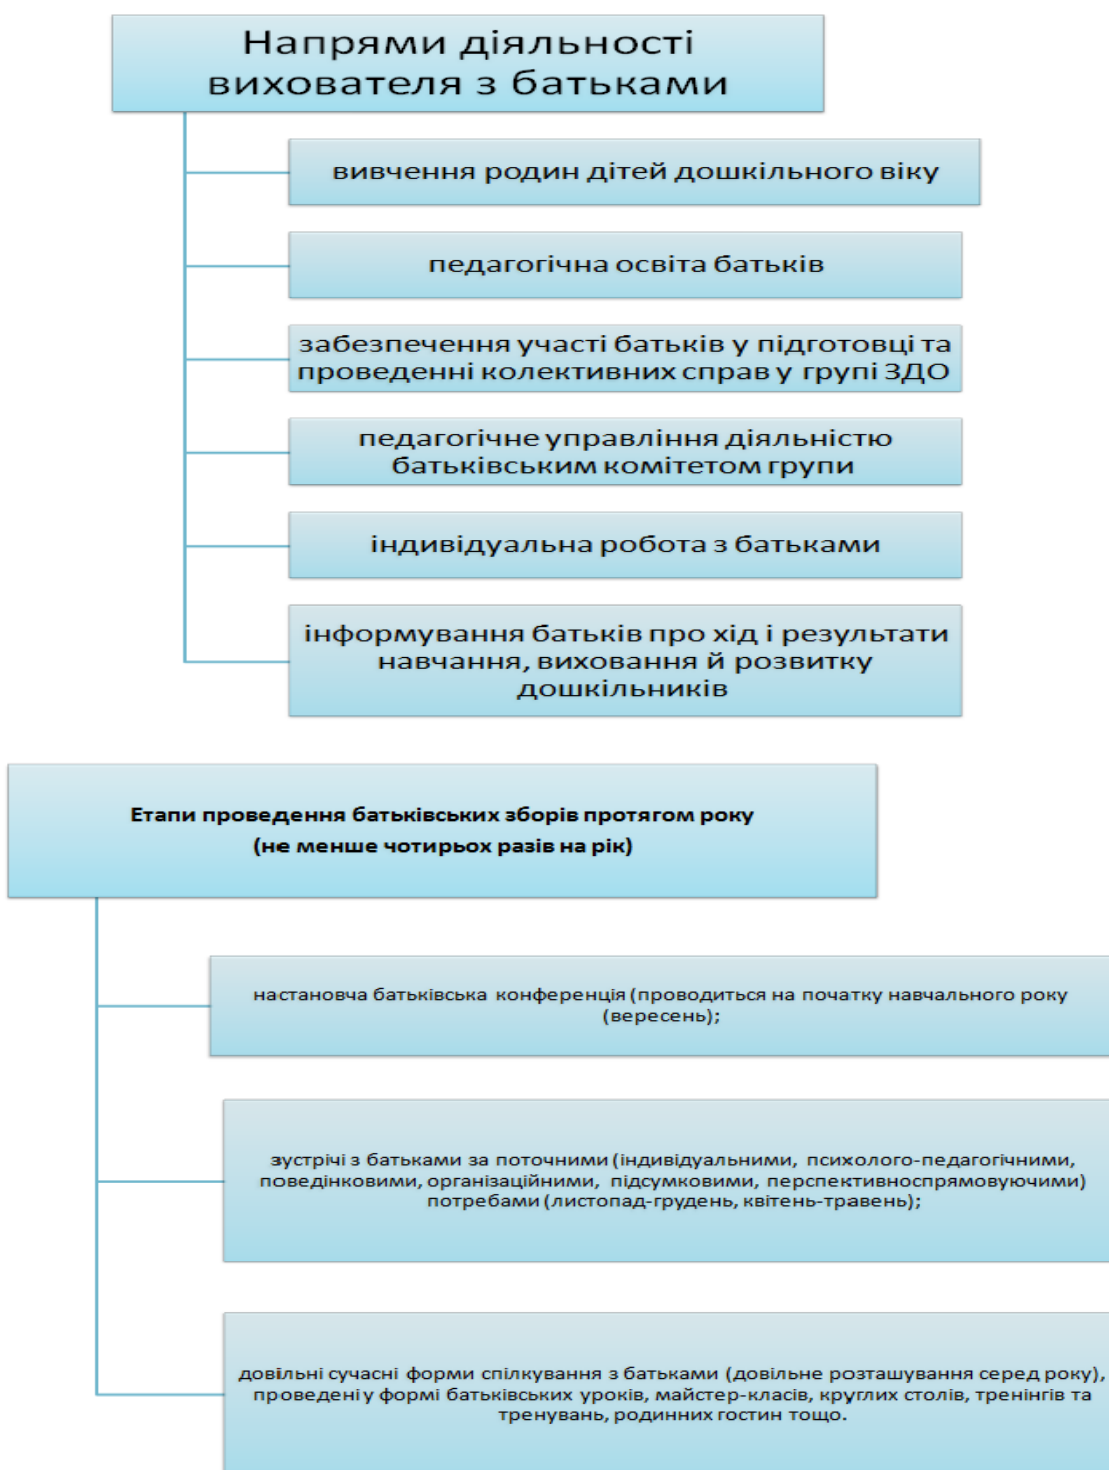 Напрями діяльності
вихователя з батьками
вивчення родин дітей дошкільного віку
педагогічна освіта батьків
забезпечення участі батьків у підготовці та
проведенні колективних справ у групі ЗДО
педагогічне управління діяльністю
батьківським комітетом групи
індивідуальна робота з батьками
інформування батьків про хід і результати
навчання, виховання й розвитку
дошкільників
Етапи проведення батьківських зборів протягом року
(не менше чотирьох разів на рік)
настановча батьківська конференція (проводиться на початку навчального року
(вересень);
зустрічі з батьками за поточними (індивідуальними, психолого-педагогічними,
поведінковими, організаційними, підсумковими, перспективноспрямовуючими)
потребами (листопад-грудень, квітень-травень);
довільні сучасні форми спілкування з батьками (довільне розташування серед року),
проведені у формі батьківських уроків, майстер-класів, круглих столів, тренінгів та
тренувань, родинних гостин тощо.